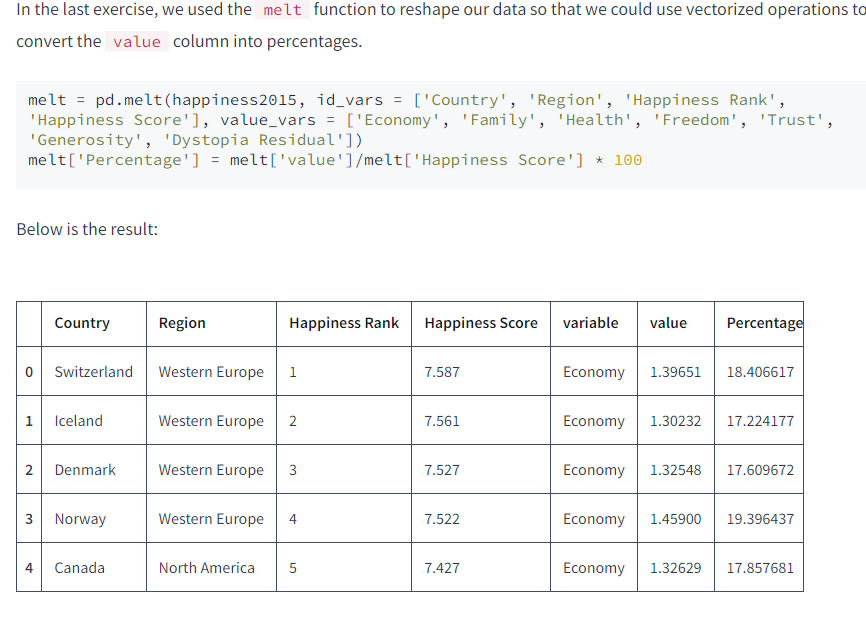 In the last exercise, we used the melt function to reshape our data so that we could use vectorized operations to
convert the value column into percentages.
melt = pd.melt(happiness2015, id_vars = ['Country', 'Region', 'Happiness Rank',
'Happiness Score'], value_vars = ['Economy', 'Family', 'Health', 'Freedom', 'Trust',
'Generosity', 'Dystopia Residual'])
melt['Percentage'] = melt['value']/melt['Happiness Score'] * 100
Below is the result:
Country Region Happiness Rank Happiness Score variable value Percentage
0 Switzerland Western Europe 1 7.587 Economy 1.39651 18.406617
1 Iceland Western Europe 2 7.561 Economy 1.30232 17.224177
2 Denmark Western Europe 3 7.527 Economy 1.32548 17.609672
3 Norway Western Europe 4 7.522 Economy 1.45900 19.396437
4 Canada North America 5 7.427 Economy 1.32629 17.857681